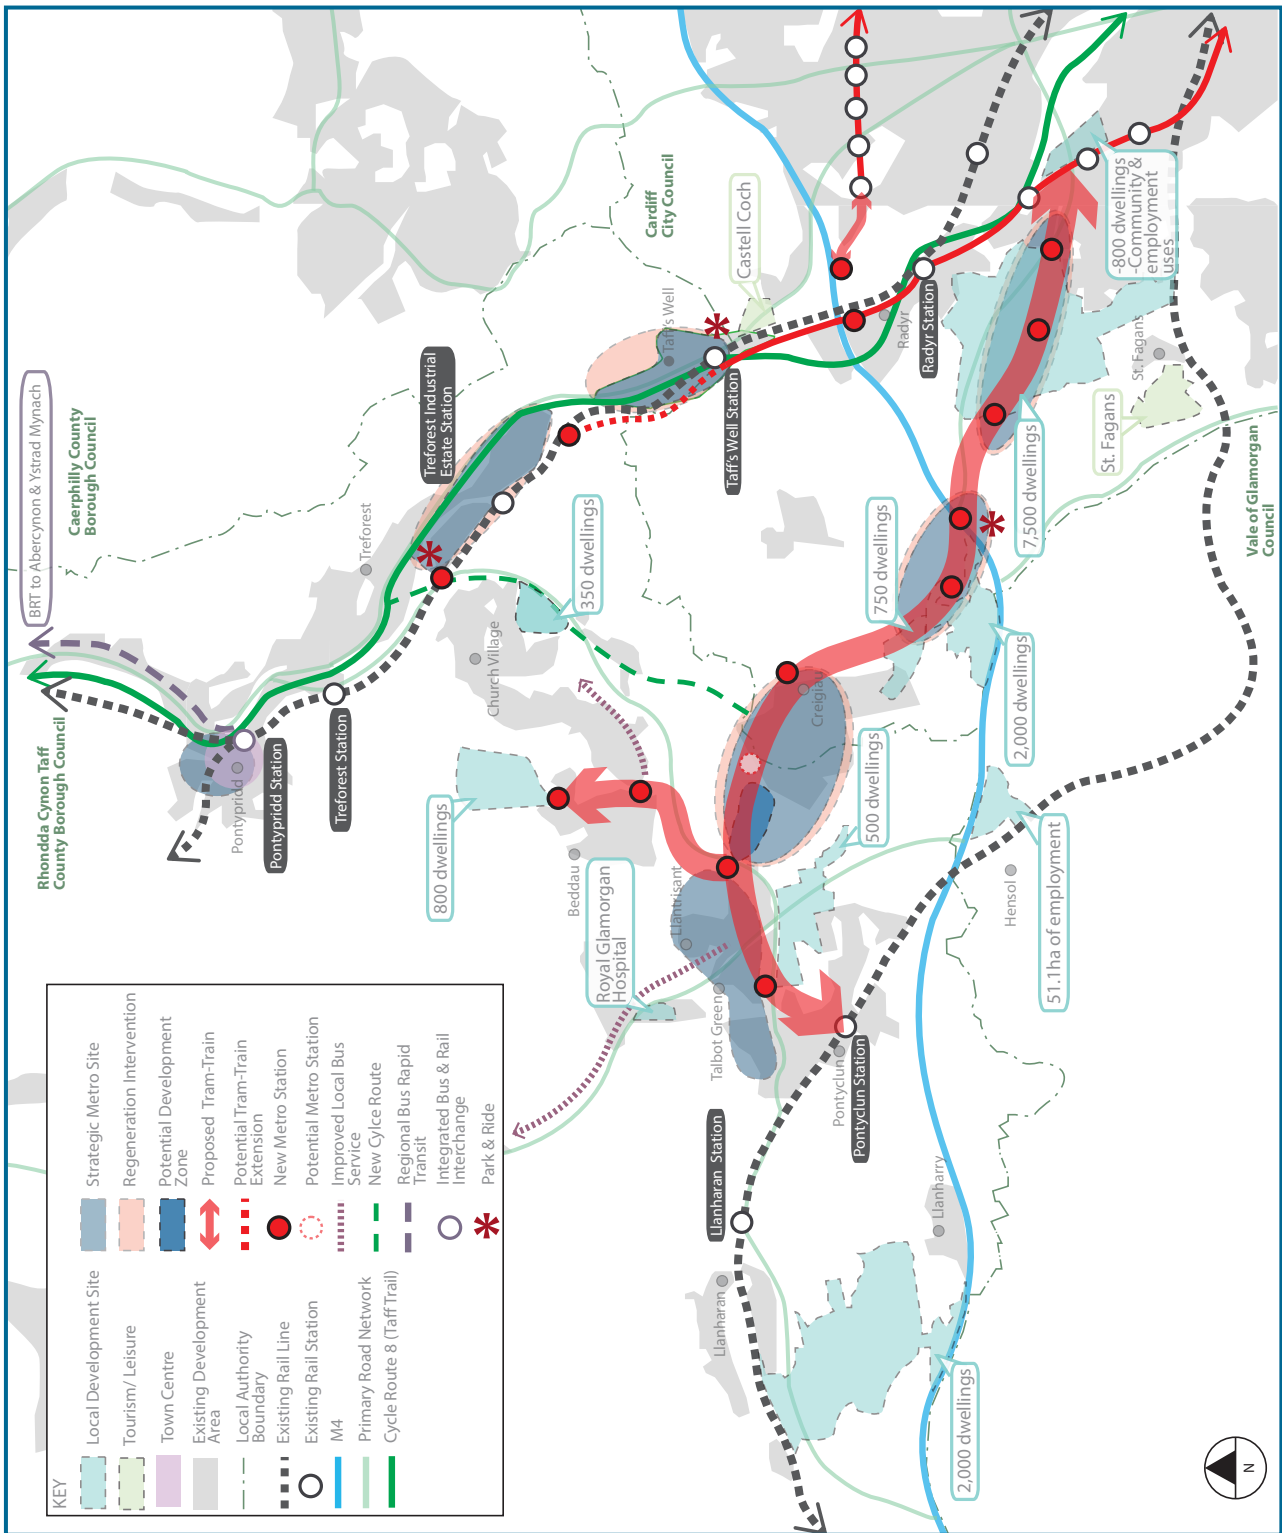 KEY
Local Development Site
Tourism/ Leisure
Town Centre
Existing Development
Area
Local Authority
Boundary
Existing Rail Line
Existing Rail Station
M4
Primary Road Network
Cycle Route 8 (Taff Trail)
Strategic Metro Site
Regeneration Intervention
Potential Development
Zone
Proposed Tram-Train
Potential Tram-Train
Extension
New Metro Station
Potential Metro Station
Improved Local Bus
Service
New Cylce Route
Regional Bus Rapid
Transit
Integrated Bus & Rail
Interchange
Park & Ride
Rhondda Cynon Taff
County Borough Council
BRT to Abercynon & Ystrad Mynach
Caerphilly County
Borough Council
Pontypridd
Pontypridd Station
Treforest Station
Treforest
Treforest Industrial
Estate Station
Church Village
350 dwellings
800 dwellings
Beddau
Royal Glamorgan
Hospital
Llantrisant
Talbot Green
Cardiff
City Council
Taff's Well
Castell Coch
Taff's Well Station
Radyr
Radyr Station
Creigiau
750 dwellings
500 dwellings
2,000 dwellings
7,500 dwellings
St. Fagans
St. Fagans
-800 dwellings
-Community &
employment
uses
Vale of Glamorgan
Council
Hensol
51.1ha of employment
Pontyclun
Pontyclun Station
Llanharan Station
Llanharan
Llanharry
2,000 dwellings
N